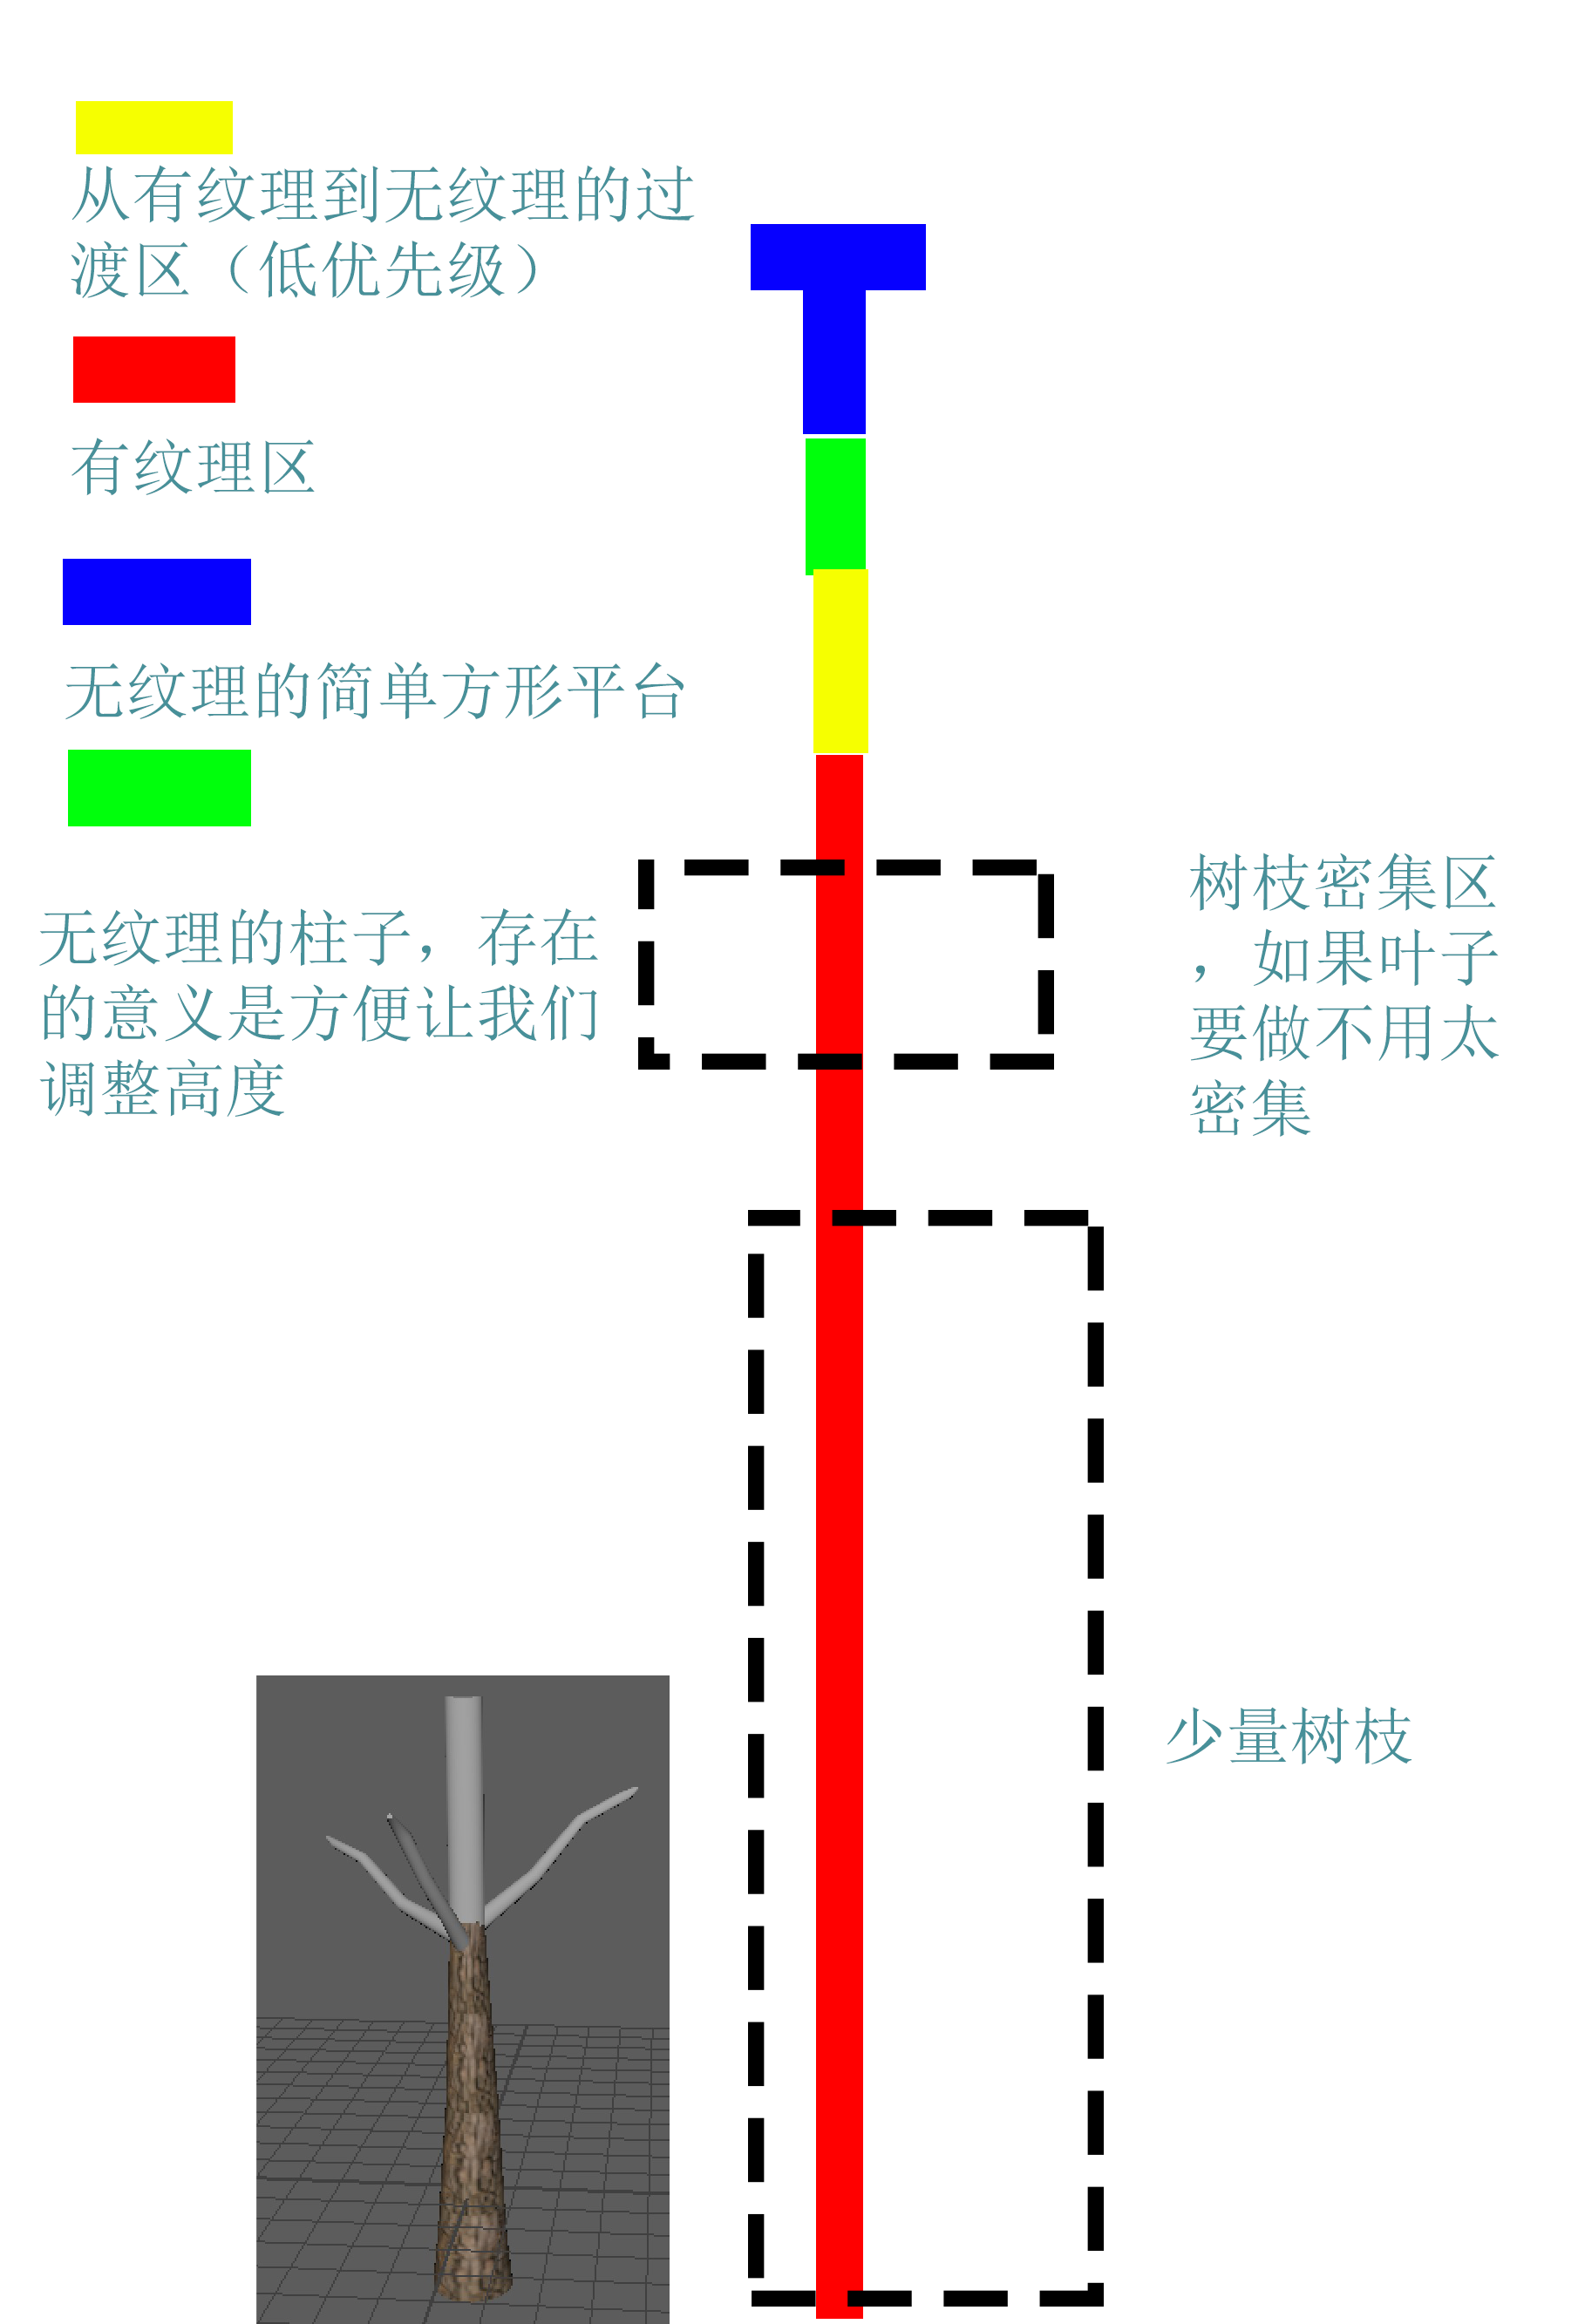 从有纹理到无纹理的过
渡区（低优先级）
有纹理区
无纹理的简单方形平台
无纹理的柱子，存在
的意义是方便让我们
调整高度
树枝密集区
，如果叶子
要做不用太
密集
少量树枝